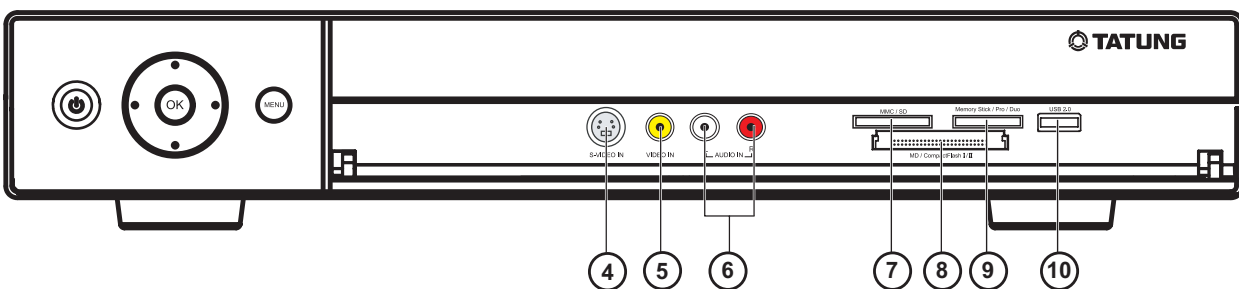 TATUNG
OK
MENU
MMC / SD
Memory Stick / Pro / Duo
USB 2.0
S-VIDEO IN
VIDEO IN
L AUDIO IN R
MD / CompactFlash I / II
4
5
6
7
8
9
10